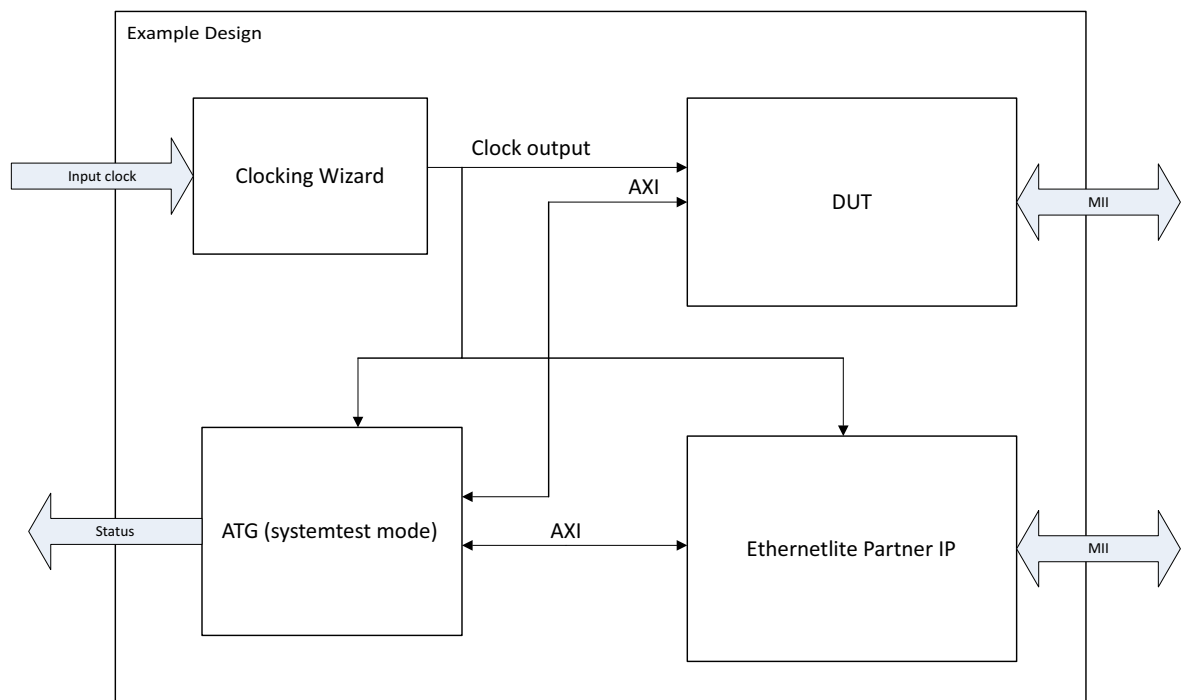 Example Design
Clock output
Input clock
Clocking Wizard
AXI
DUT
MII
Status
ATG (systemtest mode)
AXI
Ethernetlite Partner IP
MII